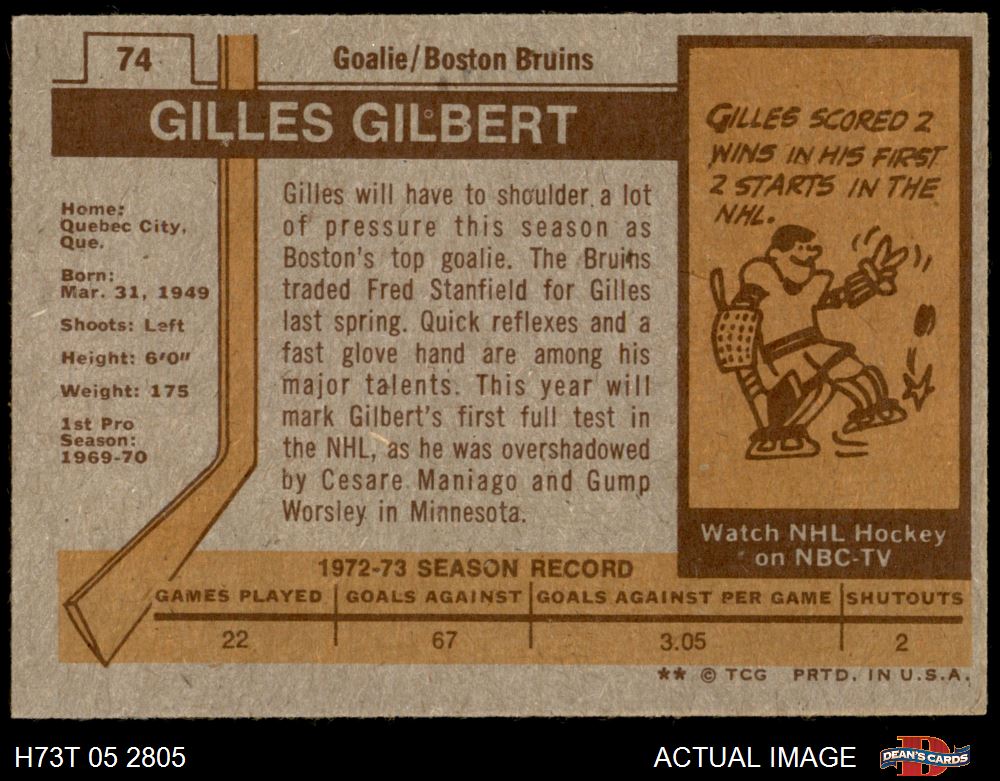 74
Goalie/Boston Bruins
GILLES GILBERT
Home:
Quebec City,
Que.
Born:
Mar. 31, 1949
Shoots: Left
Height: 6'0"
Weight: 175
1st Pro
Season:
1969-70
Gilles will have to shoulder a lot
of pressure this season as
Boston's top goalie. The Bruins
traded Fred Stanfield for Gilles
last spring. Quick reflexes and a
fast glove hand are among his
major talents. This year will
mark Gilbert's first full test in
the NHL, as he was overshadowed
by Cesare Maniago and Gump
Worsley in Minnesota.
GILLES SCORED 2
WINS IN HIS FIRST
2 STARTS IN THE
NHL.
Watch NHL Hockey
on NBC-TV
1972-73 SEASON RECORD
GAMES PLAYED GOALS AGAINST GOALS AGAINST PER GAME SHUTOUTS
22 67 3.05 2
** © TCG PRTD. IN U.S.A.
H73T 05 2805
ACTUAL IMAGE
D
DEAN'S CARDS